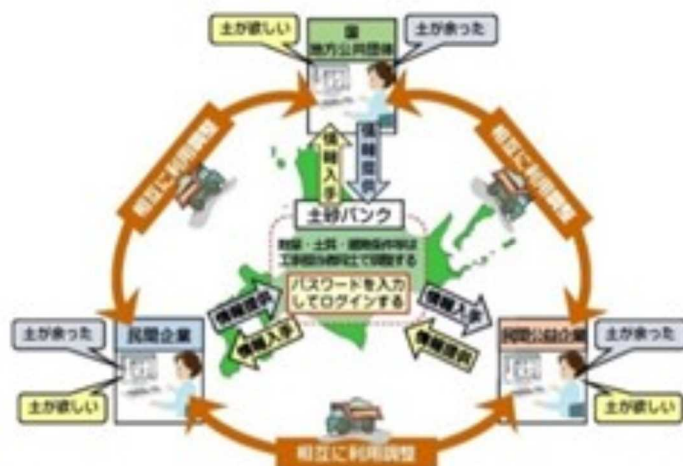 土が欲しい
国
地方公共団体
土が余った
相互に利用調整
相互に利用調整
情報入手
情報提供
土砂バンク
工事担当者同士で調整する
パスワードを入力
してログインする
民間企業
土が余った
土が欲しい
情報提供
情報入手
情報入手
情報提供
民間公益企業
土が余った
土が欲しい
相互に利用調整